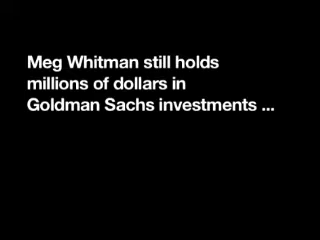 Meg Whitman still holds
millions of dollars in
Goldman Sachs investments ...